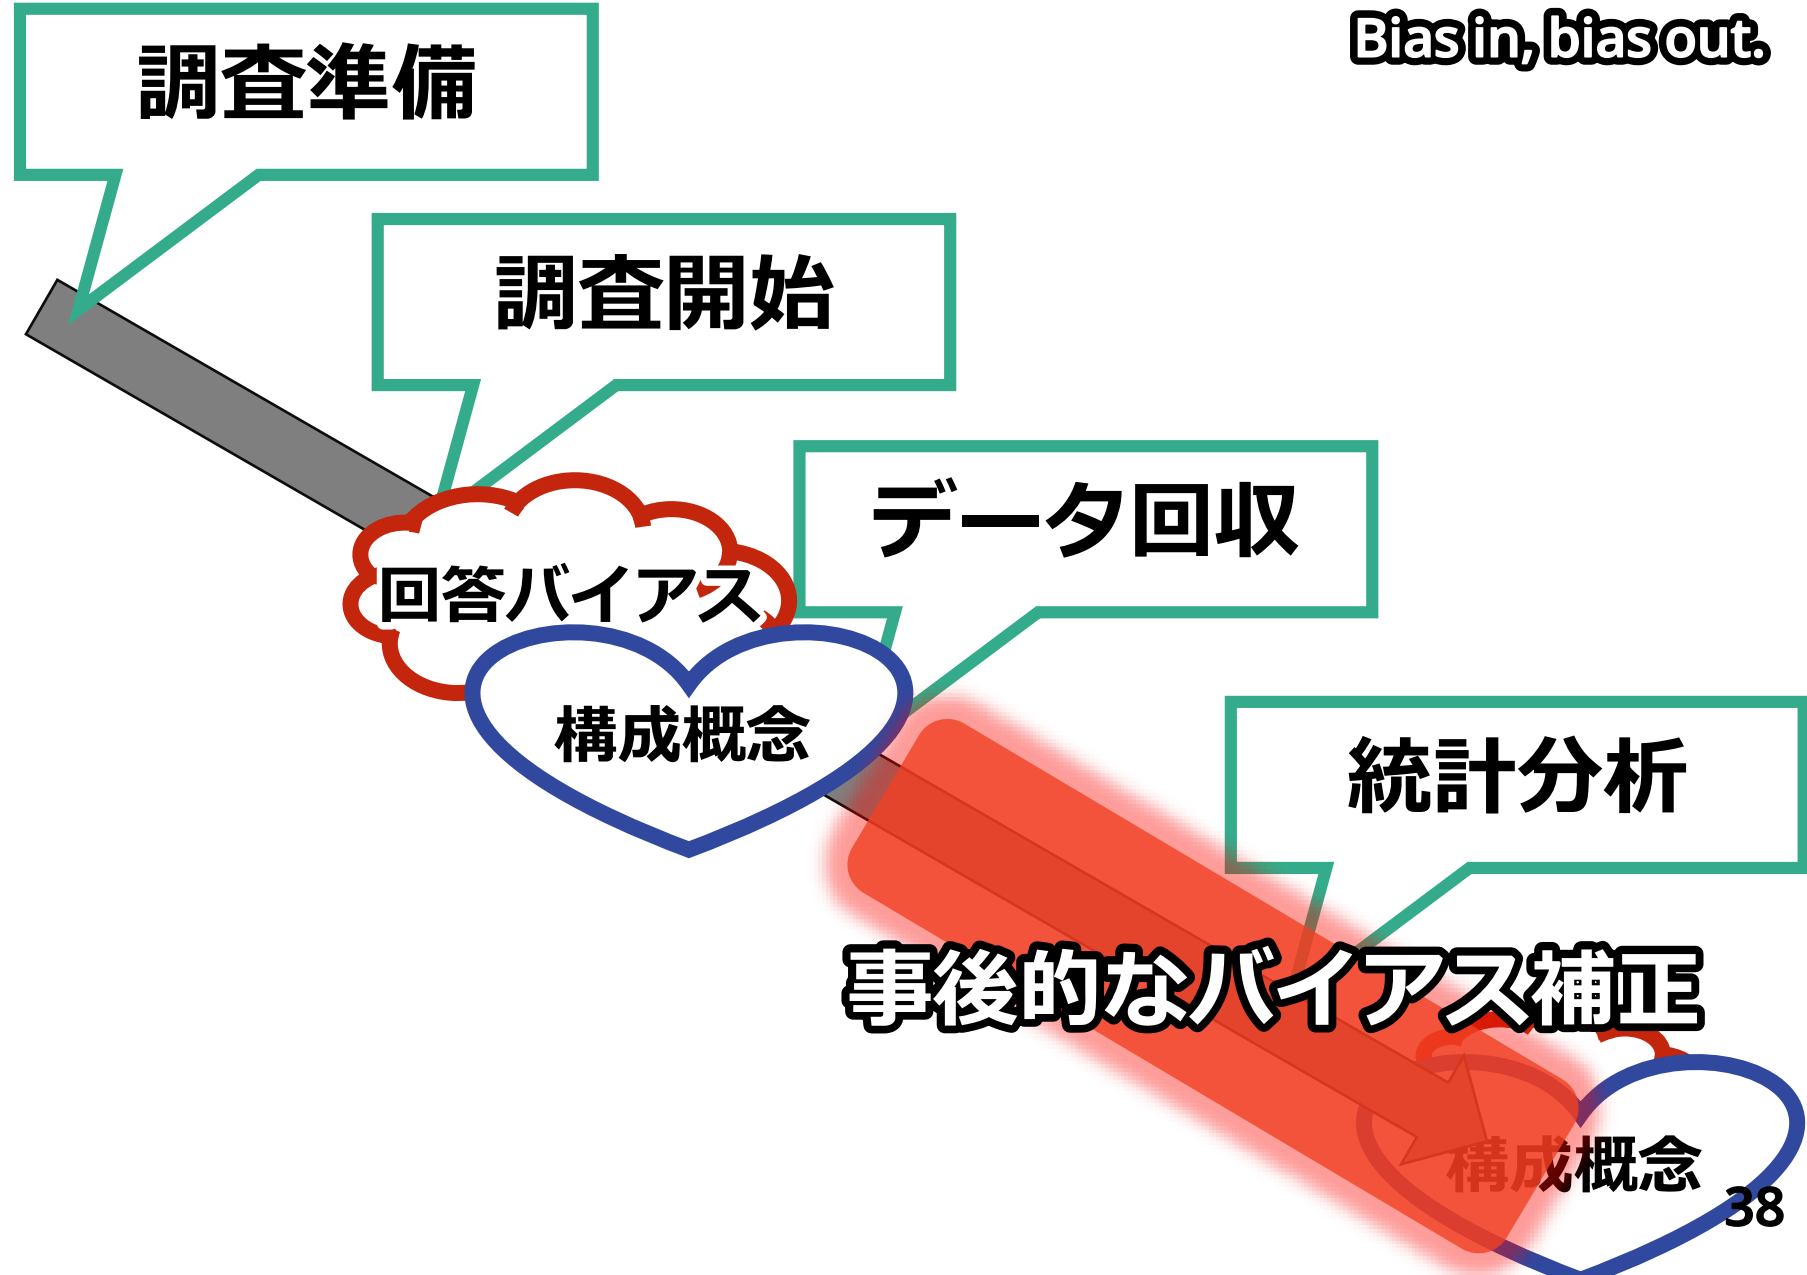 Bias in, bias out.
調査準備
調査開始
データ回収
回答バイアス
構成概念
統計分析
事後的なバイアス補正
構成概念
38